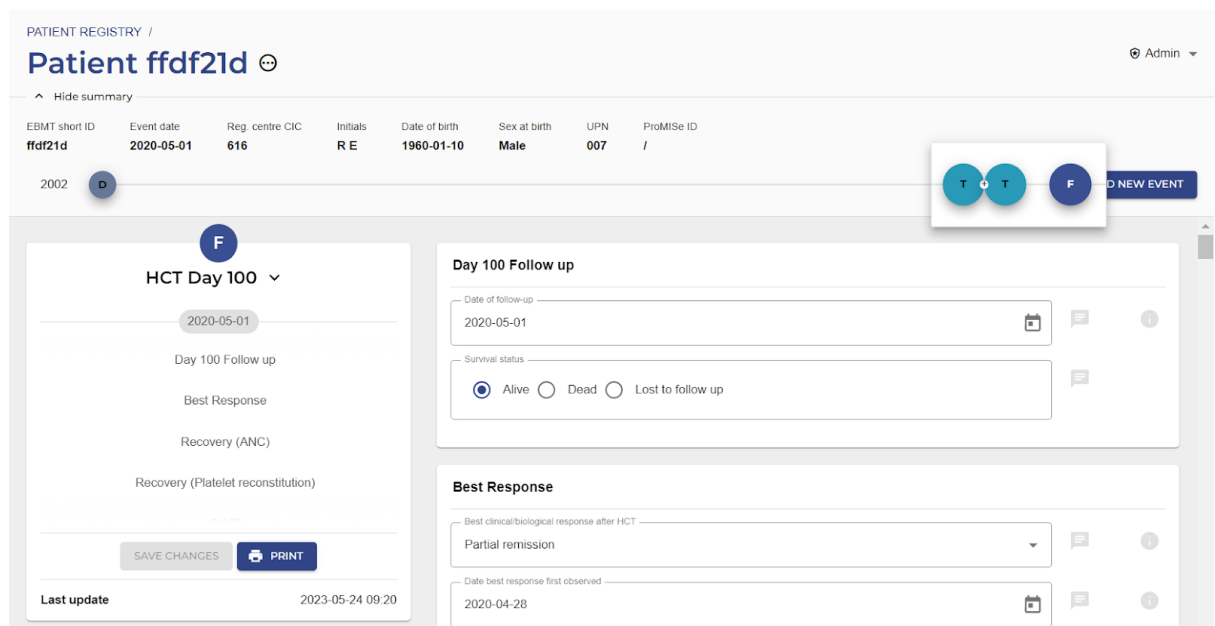 PATIENT REGISTRY /
Patient ffdf21d
Admin
Hide summary
EBMT short ID Event date Reg. centre CIC Initials Date of birth Sex at birth UPN ProMISe ID
ffdf21d 2020-05-01 616 R E 1960-01-10 Male 007 /
2002 D T T F D NEW EVENT
F
HCT Day 100
2020-05-01
Day 100 Follow up
Best Response
Recovery (ANC)
Recovery (Platelet reconstitution)
SAVE CHANGES PRINT
Last update 2023-05-24 09:20
Day 100 Follow up
Date of follow-up
2020-05-01
Survival status
Alive Dead Lost to follow up
Best Response
Best clinical/biological response after HCT
Partial remission
Date best response first observed
2020-04-28